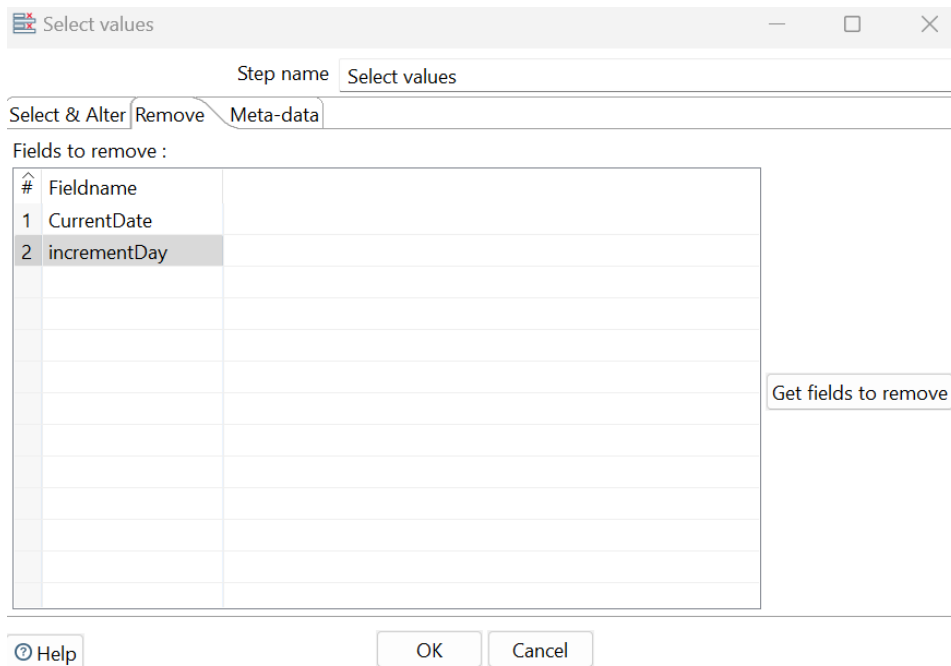 Select values
Step name Select values
Select & Alter Remove Meta-data
Fields to remove :
# Fieldname
1 CurrentDate
2 incrementDay
Get fields to remove
Help OK Cancel